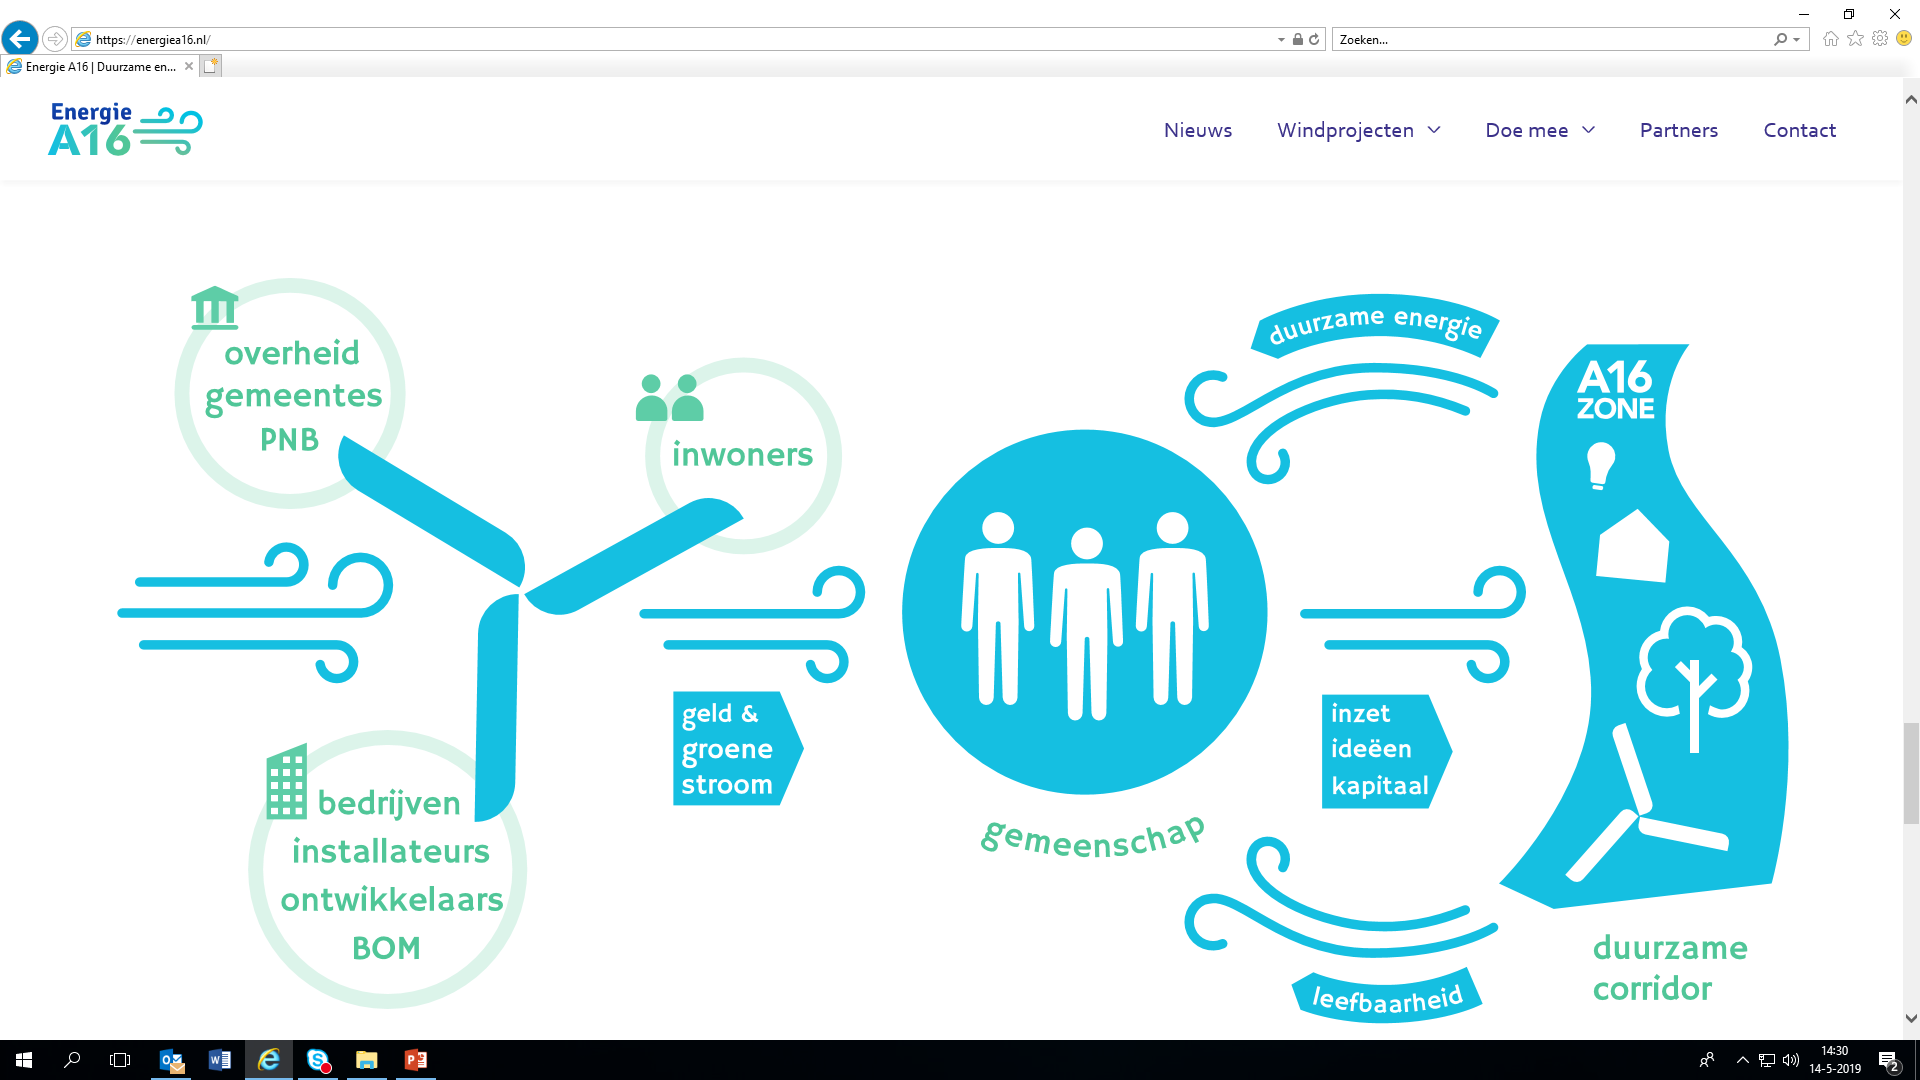 https://energiea16.nl/
Zoeken...
Energie A16 | Duurzame en...
Energie
A16
Nieuws
Windprojecten
Doe mee
Partners
Contact
overheid
gemeentes
PNB
inwoners
bedrijven
installateurs
ontwikkelaars
BOM
geld &
groene
stroom
gemeenschap
duurzame energie
inzet
ideëen
kapitaal
leefbaarheid
A16
ZONE
duurzame
corridor
14:30
14-5-2019
2